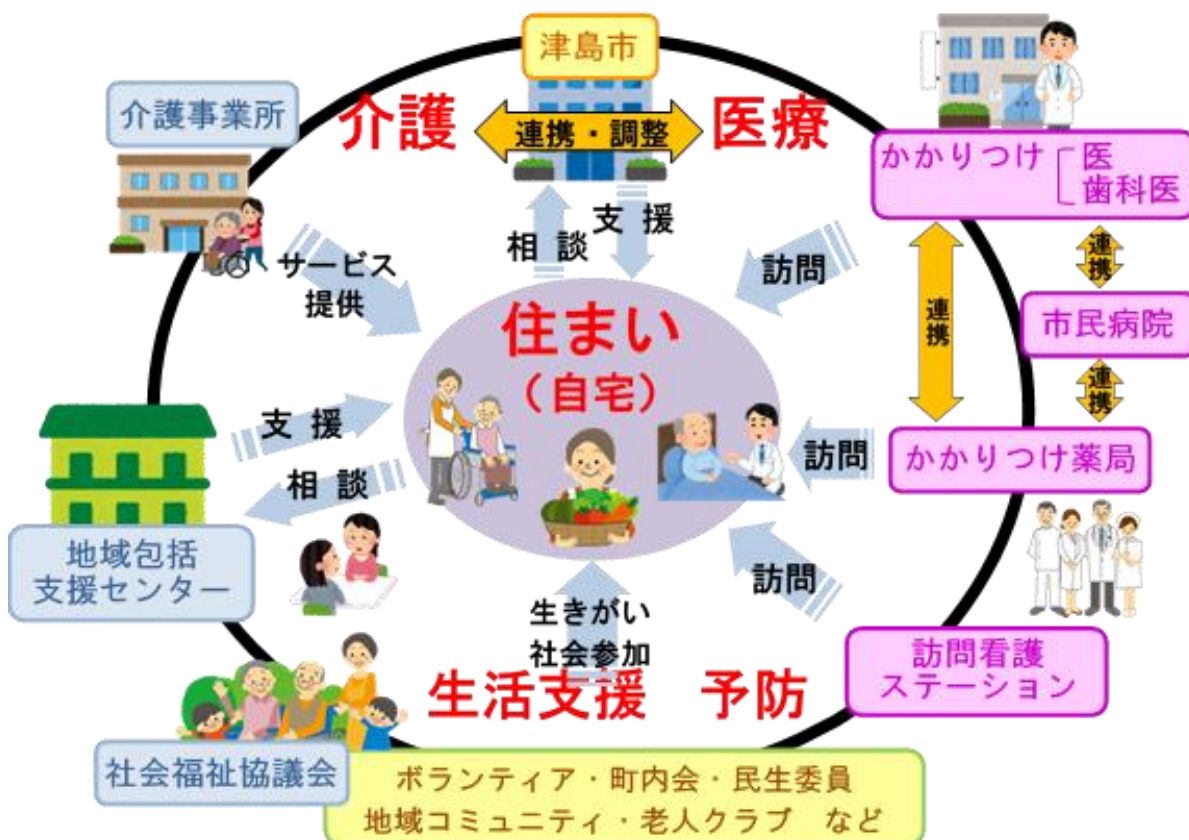 津島市
介護事業所
介護
連携・調整
医療
かかりつけ
医
歯科医
相談
支援
サービス
提供
訪問
連携
連携
市民病院
連携
住まい
（自宅）
支援
相談
訪問
かかりつけ薬局
地域包括
支援センター
訪問
生きがい
社会参加
訪問看護
ステーション
生活支援
予防
社会福祉協議会
ボランティア・町内会・民生委員
地域コミュニティ・老人クラブ など